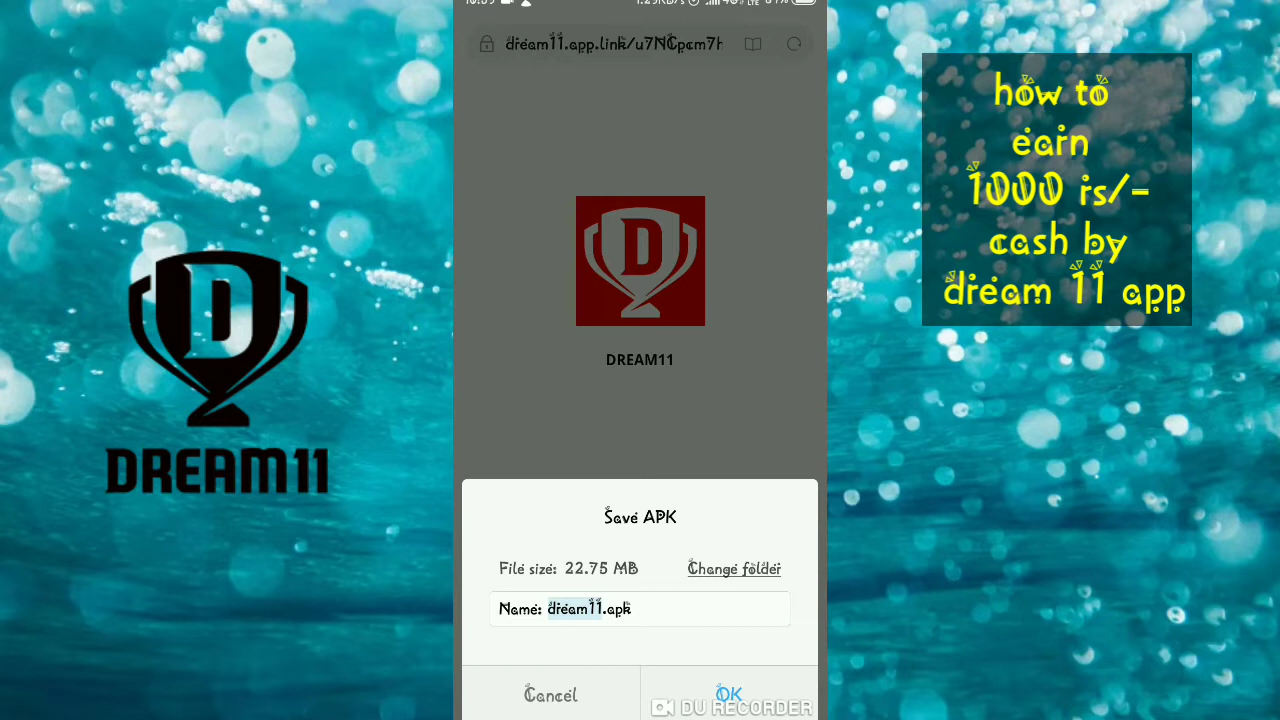 dream11.app.link/u7NCpcm7h
how to
earn
1000 rs/-
cash by
dream 11 app
DREAM11
DREAM11
Save APK
File size: 22.75 MB Change folder
Name: dream11.apk
Cancel OK
DU RECORDER